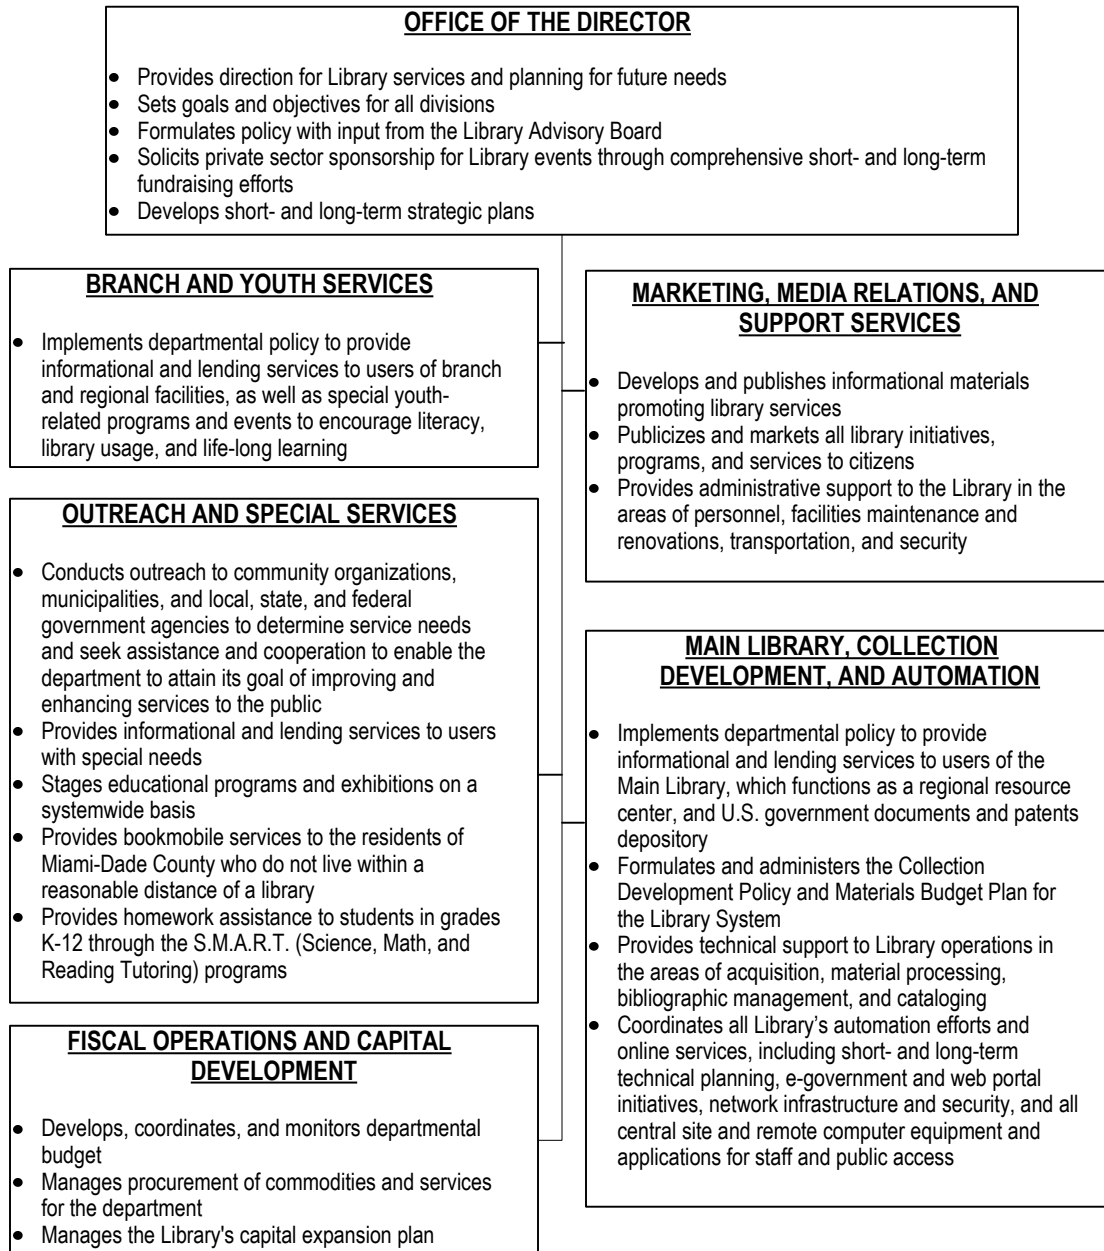 OFFICE OF THE DIRECTOR
• Provides direction for Library services and planning for future needs
• Sets goals and objectives for all divisions
• Formulates policy with input from the Library Advisory Board
• Solicits private sector sponsorship for Library events through comprehensive short- and long-term
fundraising efforts
• Develops short- and long-term strategic plans
BRANCH AND YOUTH SERVICES
• Implements departmental policy to provide
informational and lending services to users of branch
and regional facilities, as well as special youth-
related programs and events to encourage literacy,
library usage, and life-long learning
MARKETING, MEDIA RELATIONS, AND
SUPPORT SERVICES
• Develops and publishes informational materials
promoting library services
• Publicizes and markets all library initiatives,
programs, and services to citizens
• Provides administrative support to the Library in the
areas of personnel, facilities maintenance and
renovations, transportation, and security
OUTREACH AND SPECIAL SERVICES
• Conducts outreach to community organizations,
municipalities, and local, state, and federal
government agencies to determine service needs
and seek assistance and cooperation to enable the
department to attain its goal of improving and
enhancing services to the public
• Provides informational and lending services to users
with special needs
• Stages educational programs and exhibitions on a
systemwide basis
• Provides bookmobile services to the residents of
Miami-Dade County who do not live within a
reasonable distance of a library
• Provides homework assistance to students in grades
K-12 through the S.M.A.R.T. (Science, Math, and
Reading Tutoring) programs
MAIN LIBRARY, COLLECTION
DEVELOPMENT, AND AUTOMATION
• Implements departmental policy to provide
informational and lending services to users of the
Main Library, which functions as a regional resource
center, and U.S. government documents and patents
depository
• Formulates and administers the Collection
Development Policy and Materials Budget Plan for
the Library System
• Provides technical support to Library operations in
the areas of acquisition, material processing,
bibliographic management, and cataloging
• Coordinates all Library’s automation efforts and
online services, including short- and long-term
technical planning, e-government and web portal
initiatives, network infrastructure and security, and all
central site and remote computer equipment and
applications for staff and public access
FISCAL OPERATIONS AND CAPITAL
DEVELOPMENT
• Develops, coordinates, and monitors departmental
budget
• Manages procurement of commodities and services
for the department
• Manages the Library's capital expansion plan